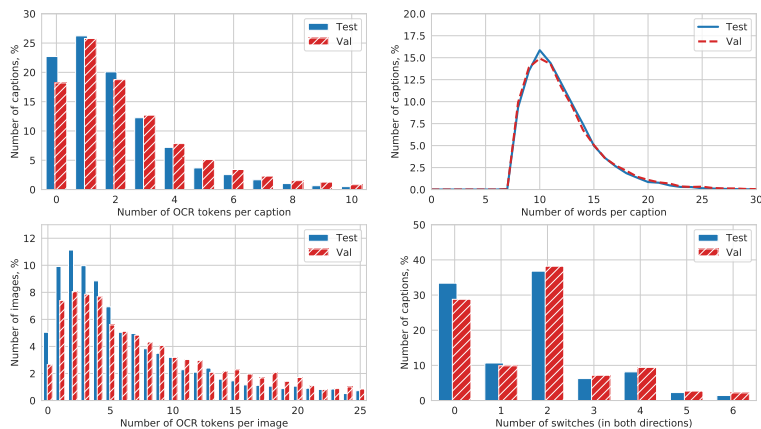 30
25
20
15
10
5
0
Number of captions, %
Test
Val
0 2 4 6 8 10
Number of OCR tokens per caption
20.0
17.5
15.0
12.5
10.0
7.5
5.0
2.5
0.0
Number of captions, %
Test
Val
0 5 10 15 20 25 30
Number of words per caption
12
10
8
6
4
2
0
Number of images, %
Test
Val
0 5 10 15 20 25
Number of OCR tokens per image
50
40
30
20
10
0
Number of captions, %
Test
Val
0 1 2 3 4 5 6
Number of switches (in both directions)